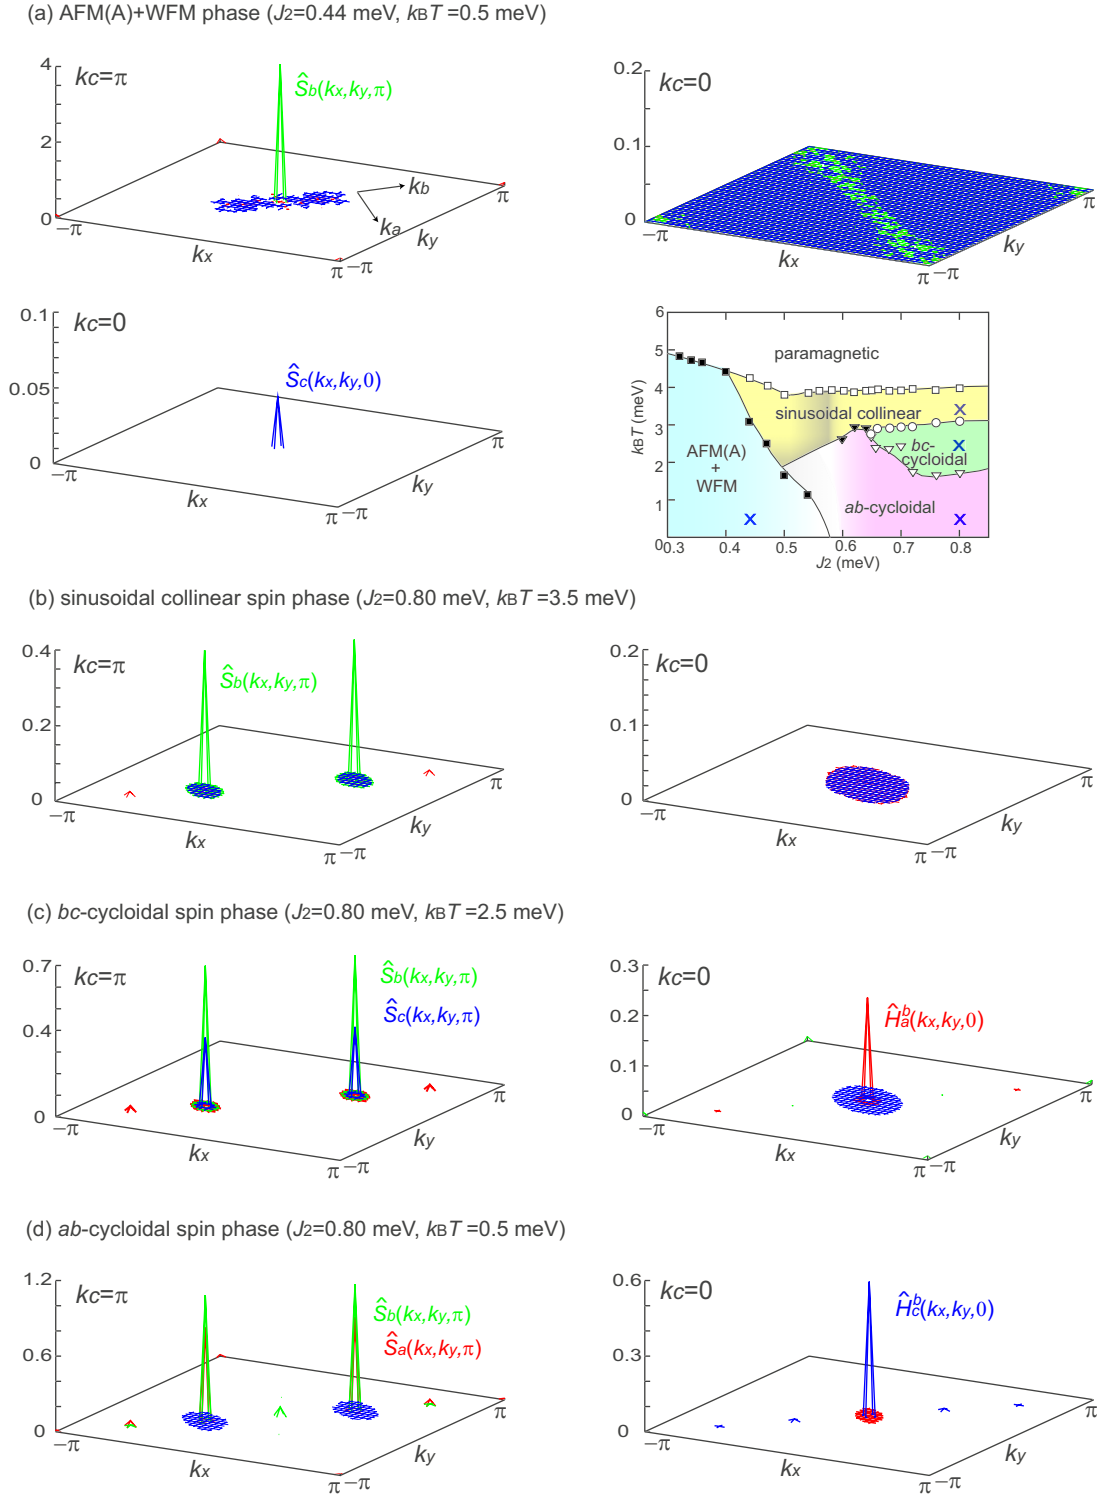 (a) AFM(A)+WFM phase (J2=0.44 meV, kBT =0.5 meV)
4
2
0
kc=π
Ŝb(kx,ky,π)
kb
ka
−π
kx
π
−π
ky
π
0.2
0.1
0
kc=0
−π
kx
π
−π
ky
π
0.1
0.05
0
kc=0
Ŝc(kx,ky,0)
−π
kx
π
−π
ky
π
6
5
4
3
2
1
0
kBT (meV)
paramagnetic
sinusoidal collinear
AFM(A)
+
WFM
bc-
cycloidal
ab-cycloidal
0.3 0.4 0.5 0.6 0.7 0.8
J2 (meV)
(b) sinusoidal collinear spin phase (J2=0.80 meV, kBT =3.5 meV)
0.4
0.2
0
kc=π
Ŝb(kx,ky,π)
−π
kx
π
−π
ky
π
0.2
0.1
0
kc=0
−π
kx
π
−π
ky
π
(c) bc-cycloidal spin phase (J2=0.80 meV, kBT =2.5 meV)
0.7
0.4
0
kc=π
Ŝb(kx,ky,π)
Ŝc(kx,ky,π)
−π
kx
π
−π
ky
π
0.3
0.2
0.1
0
kc=0
Ĥab(kx,ky,0)
−π
kx
π
−π
ky
π
(d) ab-cycloidal spin phase (J2=0.80 meV, kBT =0.5 meV)
1.2
0.6
0
kc=π
Ŝb(kx,ky,π)
Ŝa(kx,ky,π)
−π
kx
π
−π
ky
π
0.6
0.3
0
kc=0
Ĥcb(kx,ky,0)
−π
kx
π
−π
ky
π